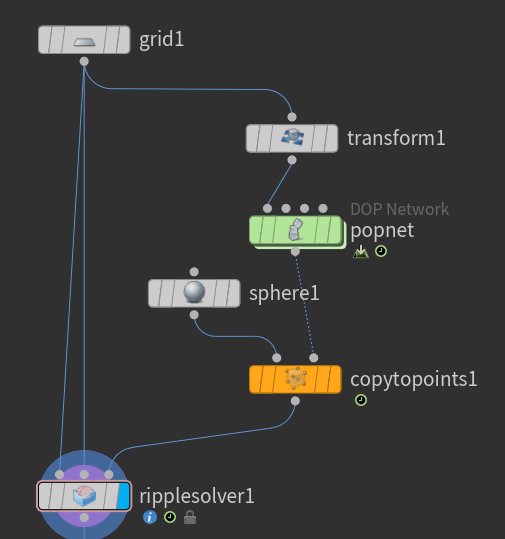 grid1
transform1
DOP Network
popnet
sphere1
copytopoints1
ripplesolver1